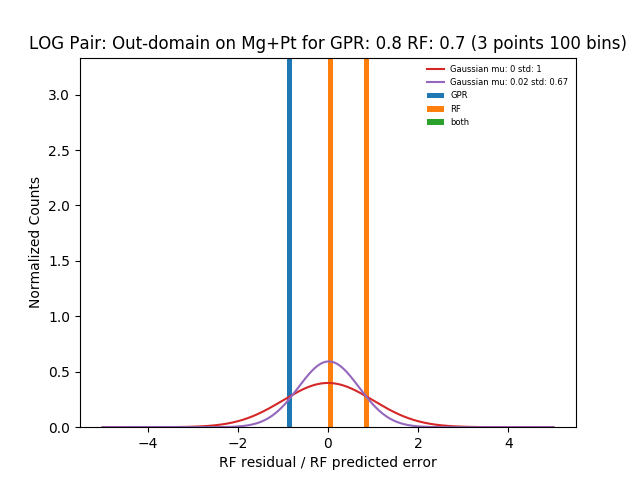 LOG Pair: Out-domain on Mg+Pt for GPR: 0.8 RF: 0.7 (3 points 100 bins)
Gaussian mu: 0 std: 1
Gaussian mu: 0.02 std: 0.67
GPR
RF
both
Normalized Counts
3.0
2.5
2.0
1.5
1.0
0.5
0.0
−4
−2
0
2
4
RF residual / RF predicted error